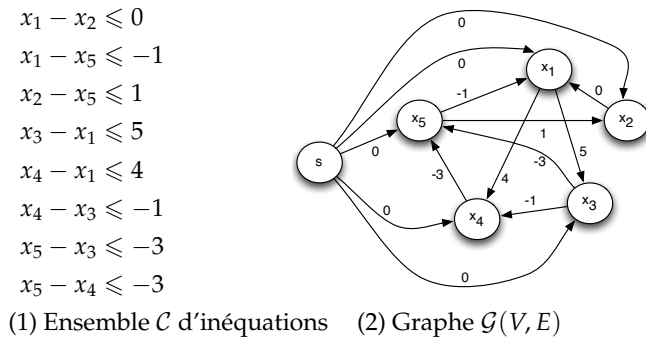 x₁ − x₂ ⩽ 0
x₁ − x₅ ⩽ −1
x₂ − x₅ ⩽ 1
x₃ − x₁ ⩽ 5
x₄ − x₁ ⩽ 4
x₄ − x₃ ⩽ −1
x₅ − x₃ ⩽ −3
x₅ − x₄ ⩽ −3
(1) Ensemble C d'inéquations
0
0
x₁
-1
0
x₂
x₅
1
s
0
-3
5
-3
4
x₃
-1
0
x₄
0
(2) Graphe G(V, E)